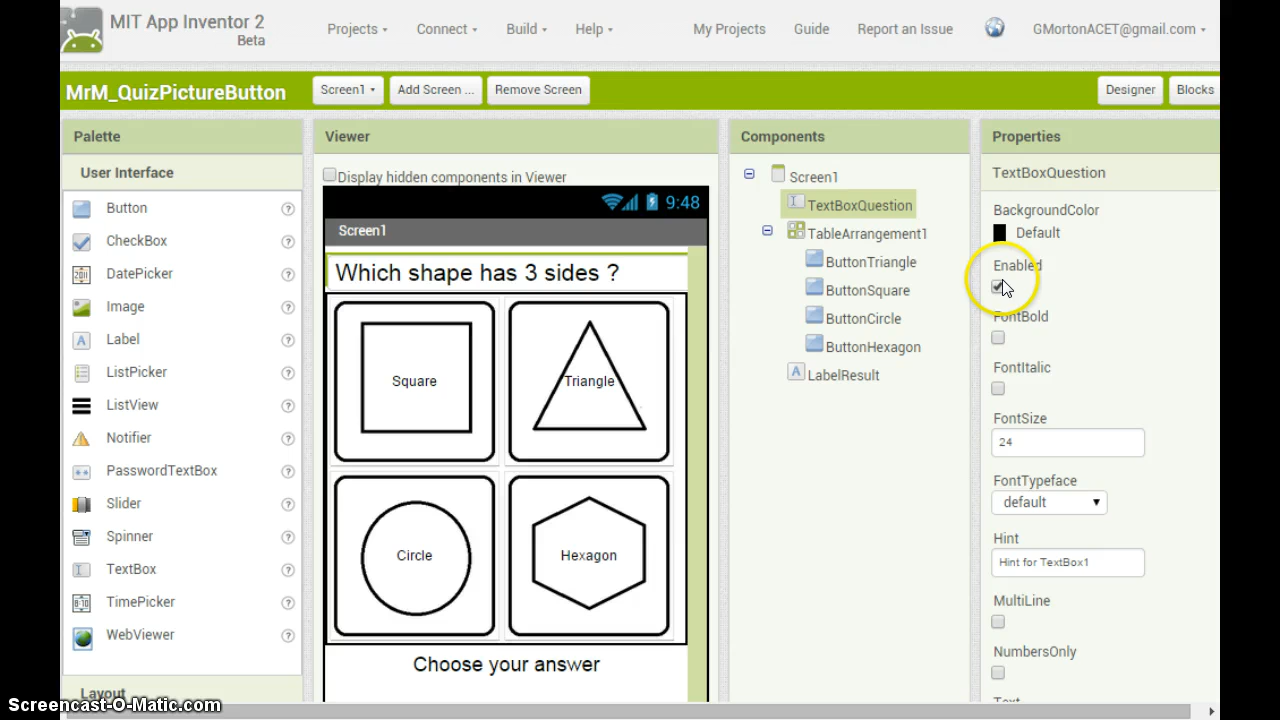 MIT App Inventor 2
Beta
Projects Connect Build Help My Projects Guide Report an Issue GMortonACET@gmail.com
MrM_QuizPictureButton Screen1 Add Screen ... Remove Screen Designer Blocks
Palette
User Interface
Button ?
CheckBox ?
DatePicker ?
Image ?
Label ?
ListPicker ?
ListView ?
Notifier ?
PasswordTextBox ?
Slider ?
Spinner ?
TextBox ?
TimePicker ?
WebViewer ?
Layout
Viewer
Display hidden components in Viewer
9:48
Screen1
Which shape has 3 sides ?
Square Triangle
Circle Hexagon
Choose your answer
Components
Screen1
TextBoxQuestion
TableArrangement1
ButtonTriangle
ButtonSquare
ButtonCircle
ButtonHexagon
A LabelResult
Properties
TextBoxQuestion
BackgroundColor
Default
Enabled
FontBold
FontItalic
FontSize
24
FontTypeface
default
Hint
Hint for TextBox1
MultiLine
NumbersOnly
Screencast-O-Matic.com